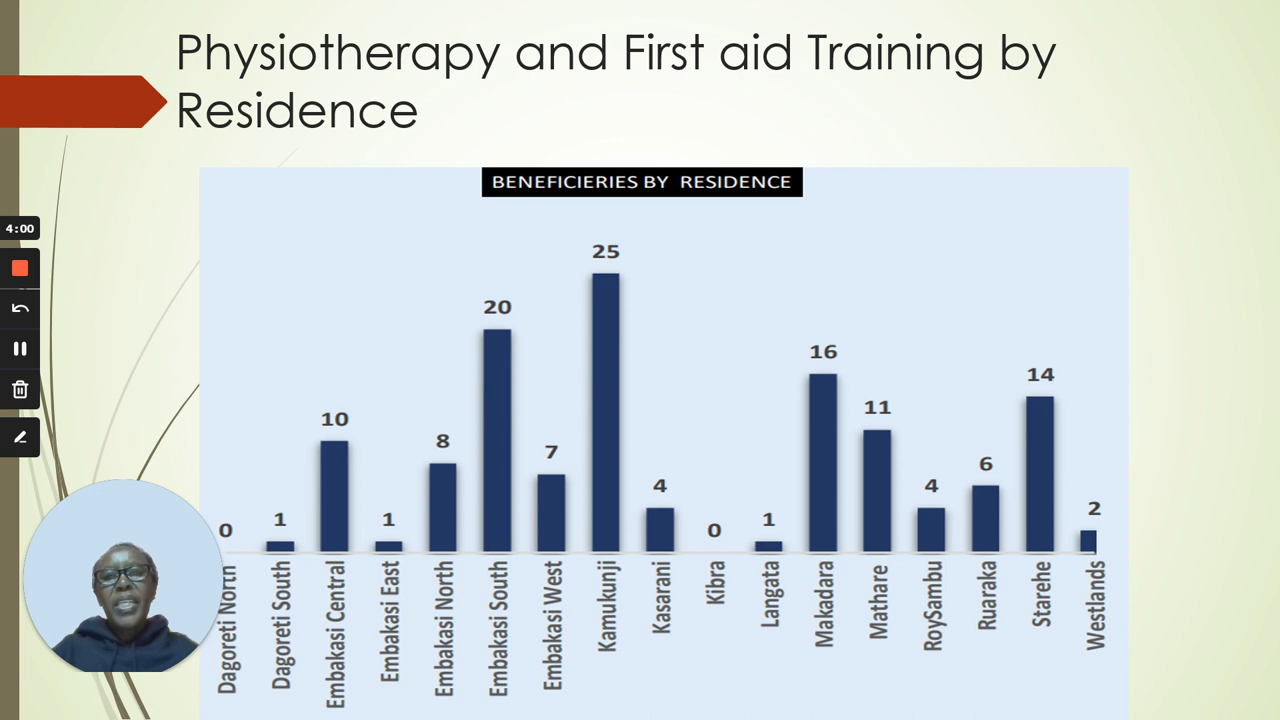 Physiotherapy and First aid Training by
Residence
BENEFICIERIES BY RESIDENCE
4:00
0
1
10
1
8
20
7
25
4
0
1
16
11
4
6
14
2
Dagoreti North
Dagoreti South
Embakasi Central
Embakasi East
Embakasi North
Embakasi South
Embakasi West
Kamukunji
Kasarani
Kibra
Langata
Makadara
Mathare
RoySambu
Ruaraka
Starehe
Westlands